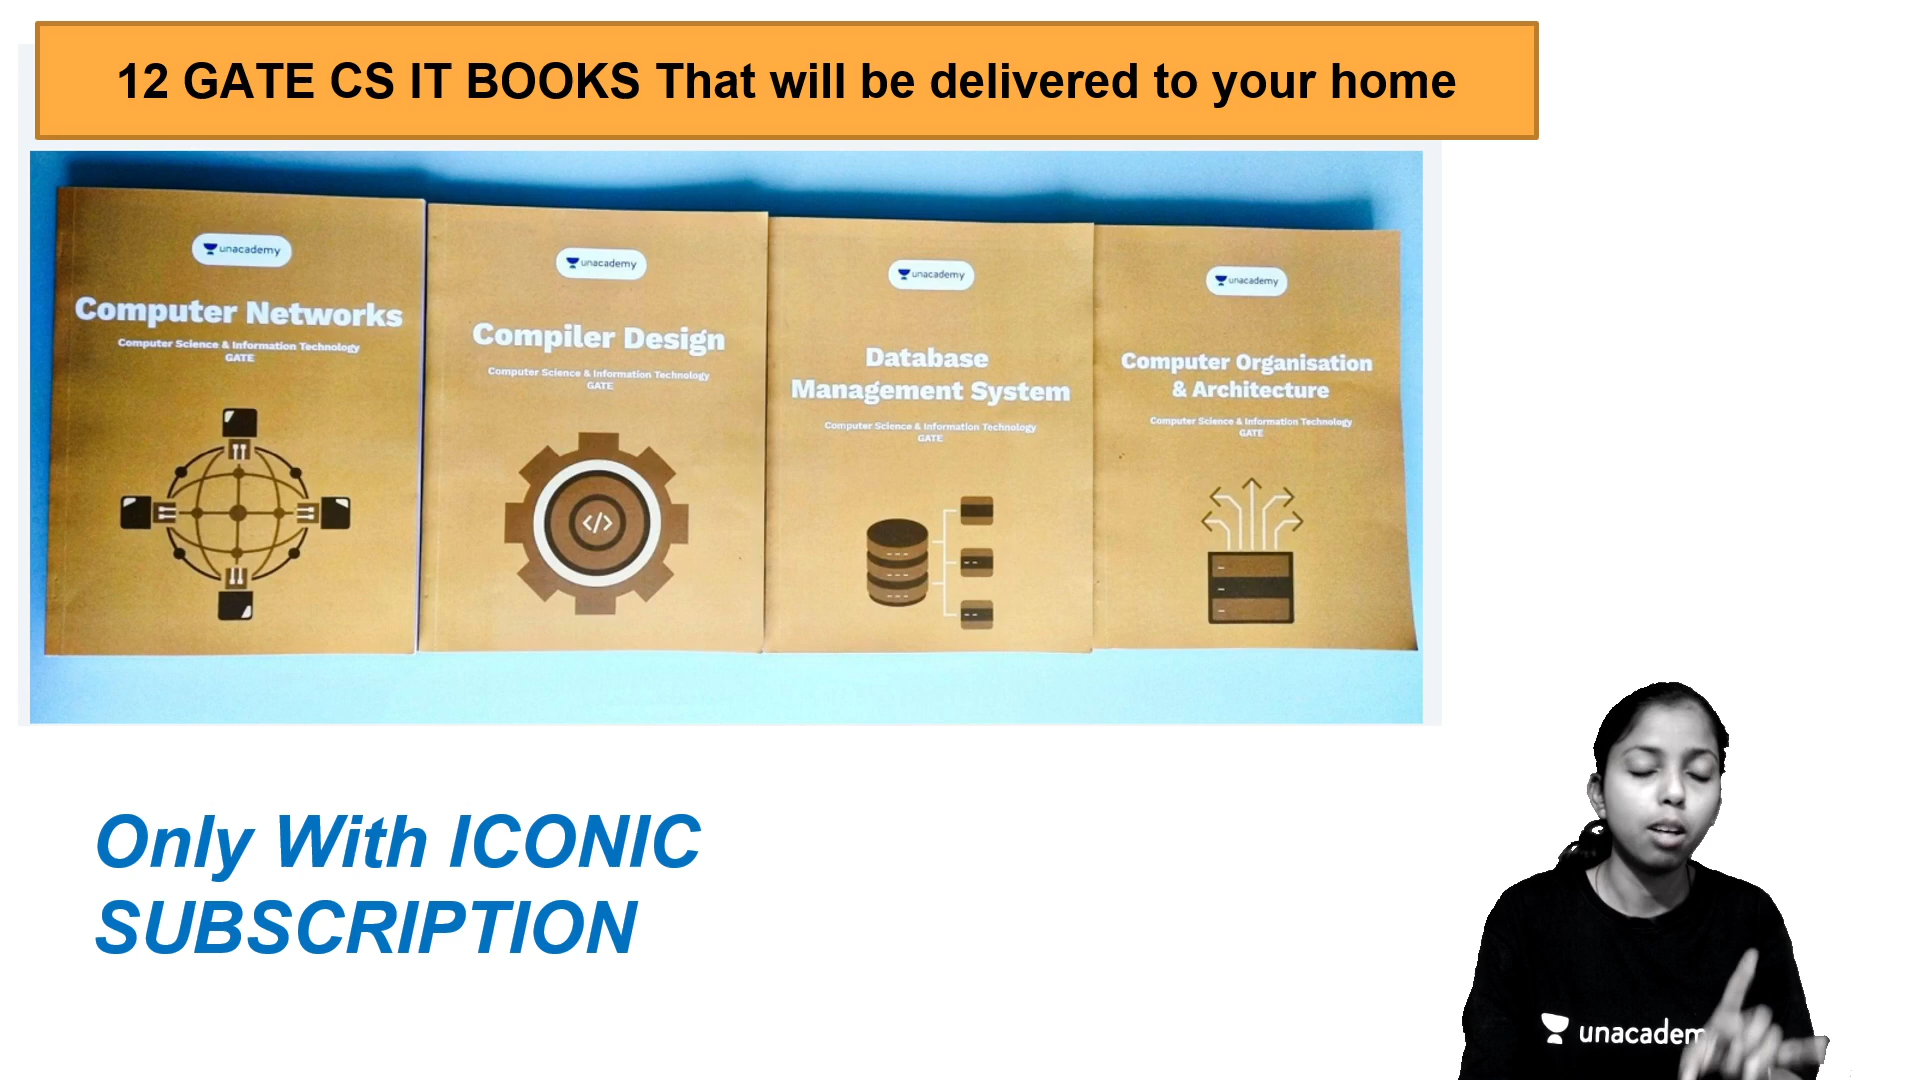 12 GATE CS IT BOOKS That will be delivered to your home
unacademy
Computer Networks
Computer Science & Information Technology
GATE
unacademy
Compiler Design
Computer Science & Information Technology
GATE
</>
unacademy
Database
Management System
Computer Science & Information Technology
GATE
unacademy
Computer Organisation
& Architecture
Computer Science & Information Technology
GATE
Only With ICONIC
SUBSCRIPTION
unacadem